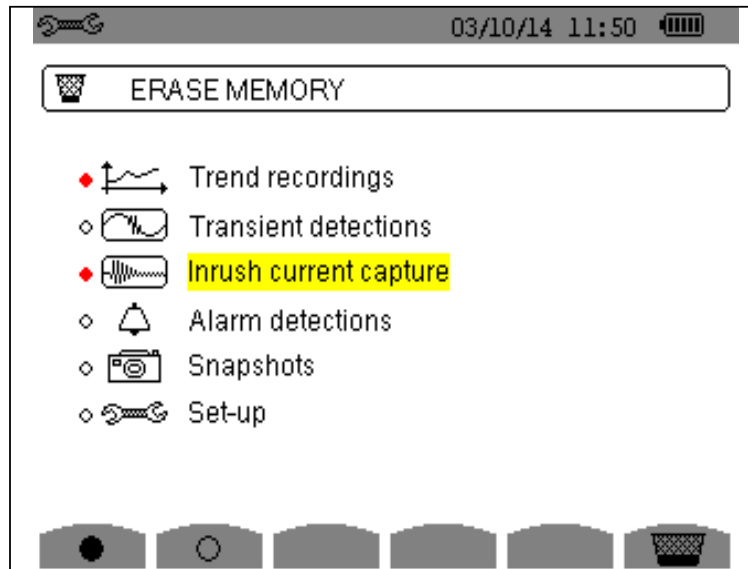 03/10/14 11:50
ERASE MEMORY
Trend recordings
Transient detections
Inrush current capture
Alarm detections
Snapshots
Set-up